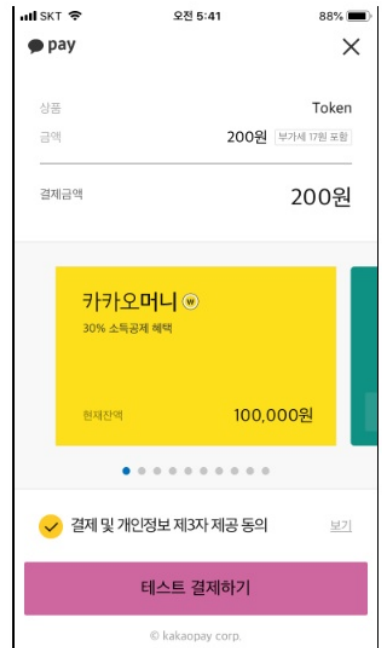 SKT 오전 5:41 88%
pay
상품 Token
금액 200원 부가세 17원 포함
결제금액 200원
카카오머니 W
30% 소득공제 혜택
현재잔액 100,000원
결제 및 개인정보 제3자 제공 동의 보기
테스트 결제하기
© kakaopay corp.